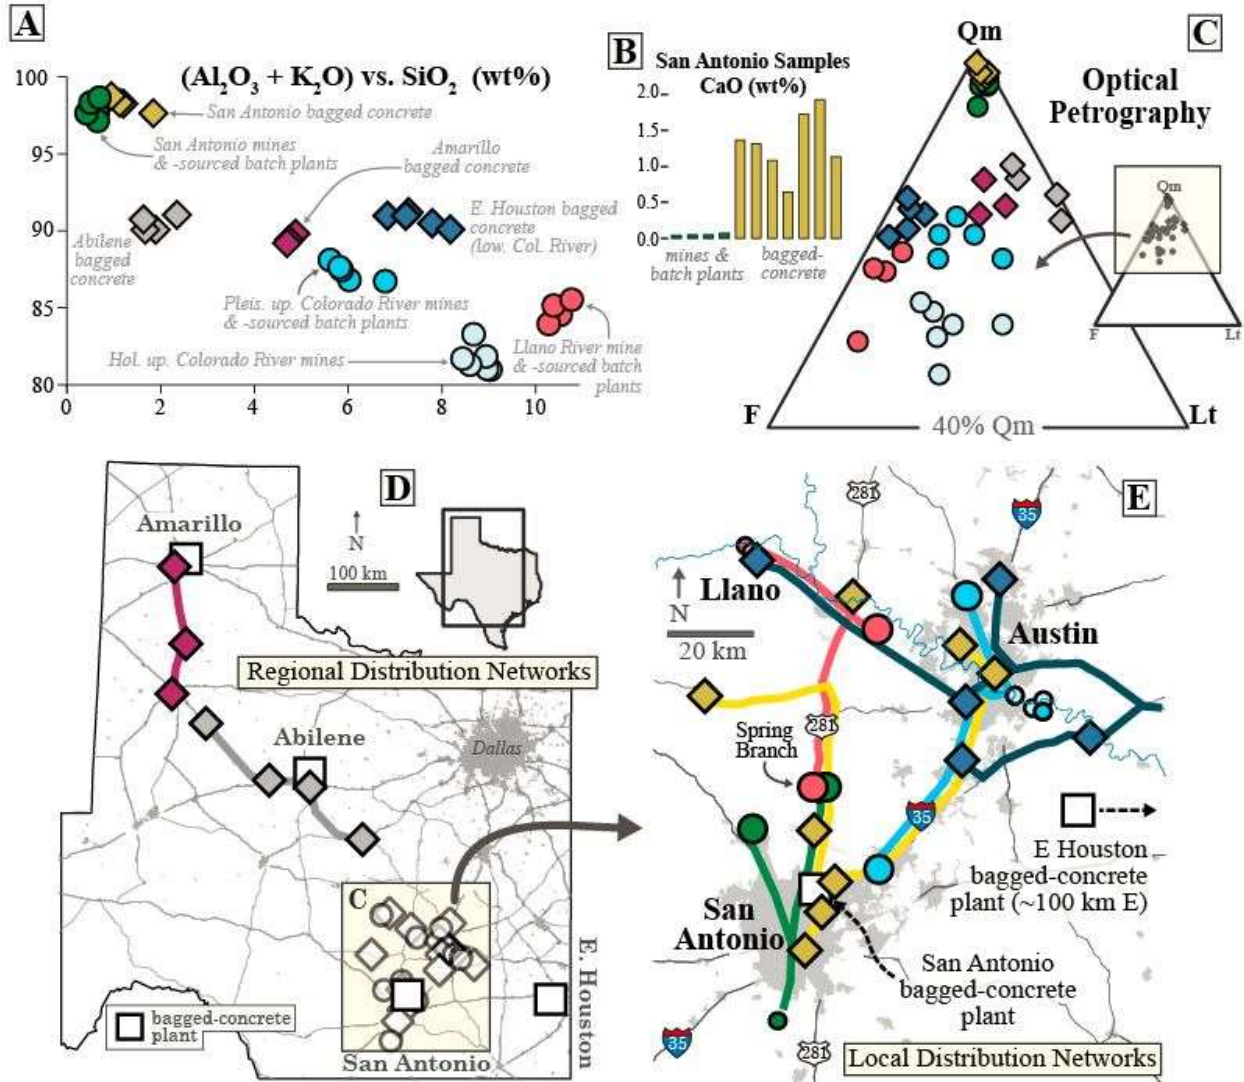 A
(Al₂O₃ + K₂O) vs. SiO₂ (wt%)
100
95
90
85
80
0
2
4
6
8
10
San Antonio bagged concrete
San Antonio mines
& -sourced batch plants
Amarillo
bagged concrete
E. Houston bagged
concrete
(low. Col. River)
Abilene
bagged
concrete
Pleis. up. Colorado River mines
& -sourced batch plants
Hol. up. Colorado River mines
Llano River mine
& -sourced batch
plants
B
San Antonio Samples
CaO (wt%)
2.0
1.5
1.0
0.5
0.0
mines &
batch plants
bagged-
concrete
C
Qm
Optical
Petrography
Qm
F
Lt
F
Lt
40% Qm
D
Amarillo
N
100 km
Regional Distribution Networks
Abilene
Dallas
C
E. Houston
bagged-concrete
plant
San Antonio
E
281
35
Llano
N
20 km
Austin
281
Spring
Branch
35
E Houston
bagged-concrete
plant (~100 km E)
San
Antonio
San Antonio
bagged-concrete
plant
35
281
Local Distribution Networks